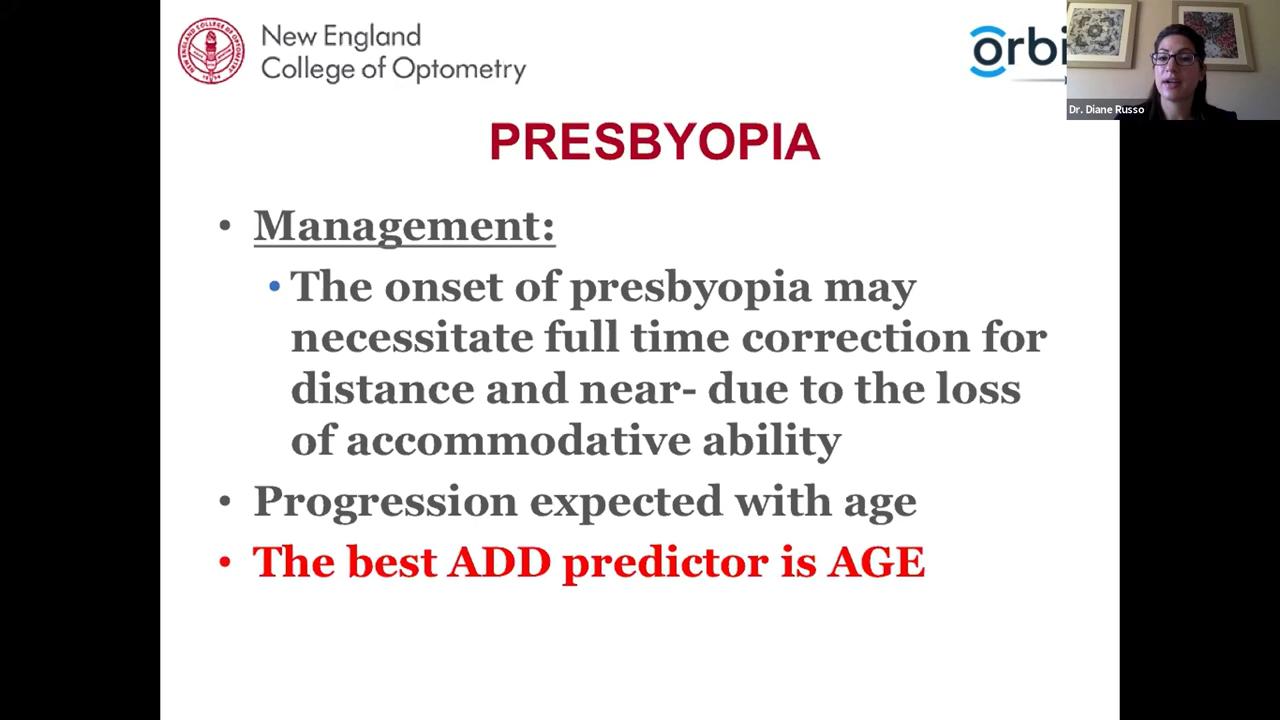 New England
College of Optometry
orbi
Dr. Diane Russo
PRESBYOPIA
• Management:
• The onset of presbyopia may
necessitate full time correction for
distance and near- due to the loss
of accommodative ability
• Progression expected with age
• The best ADD predictor is AGE